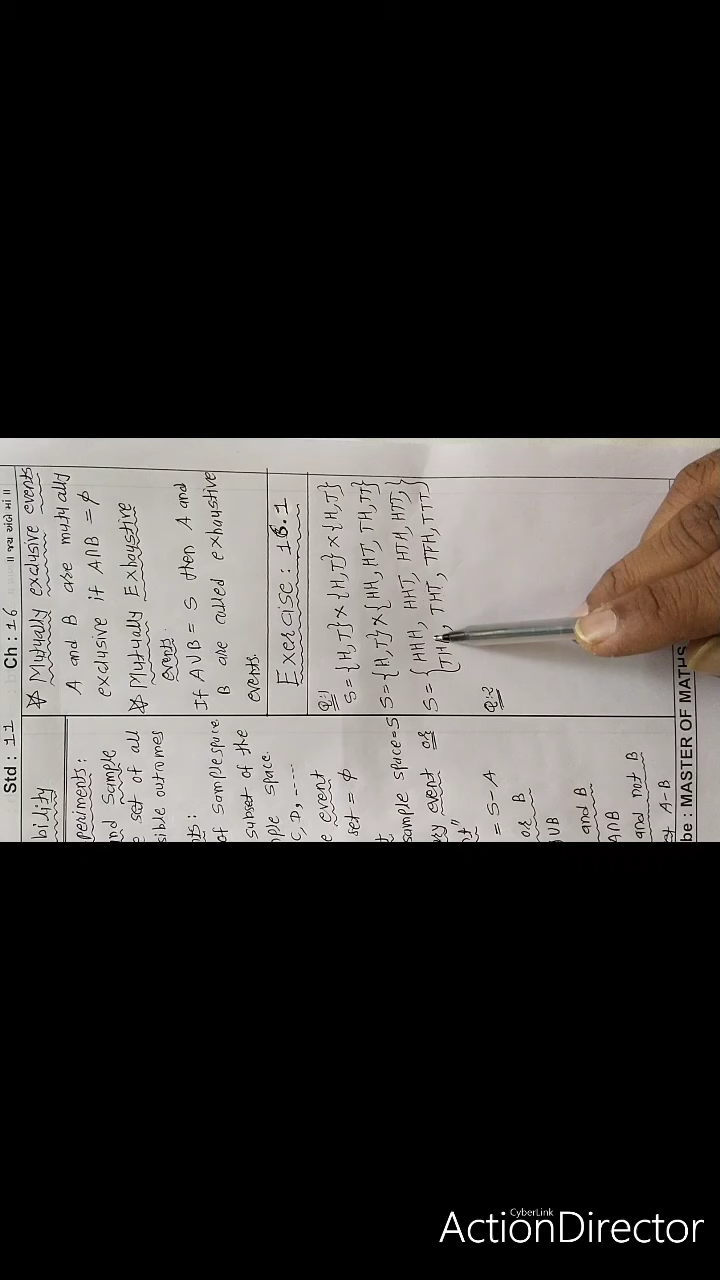 Std : 11 Ch : 16 ॥ જય અંબે માં ॥
bility
periments:
nd sample
e set of all
sible outcomes
ts:
of sample space
subset of the
ple space.
C, D, ----
e event
set = φ
t
sample space = S
ry event or
nt"
= S - A
or B
∪B
and B
A∩B
and not B
A - B
☆ Mutually exclusive events
A and B are mutually
exclusive if A∩B = φ
☆ Mutually Exhaustive
events.
If A∪B = S then A and
B are called exhaustive
events.
Exercise : 16.1
Q:1
S = {H,T} × {H,T} × {H,T}
S = {H,T} × {HH, HT, TH, TT}
S = {HHH, HHT, HTH, HTT,
THH, THT, TTH, TTT}
Q:2
be : MASTER OF MATHS
CyberLink
ActionDirector